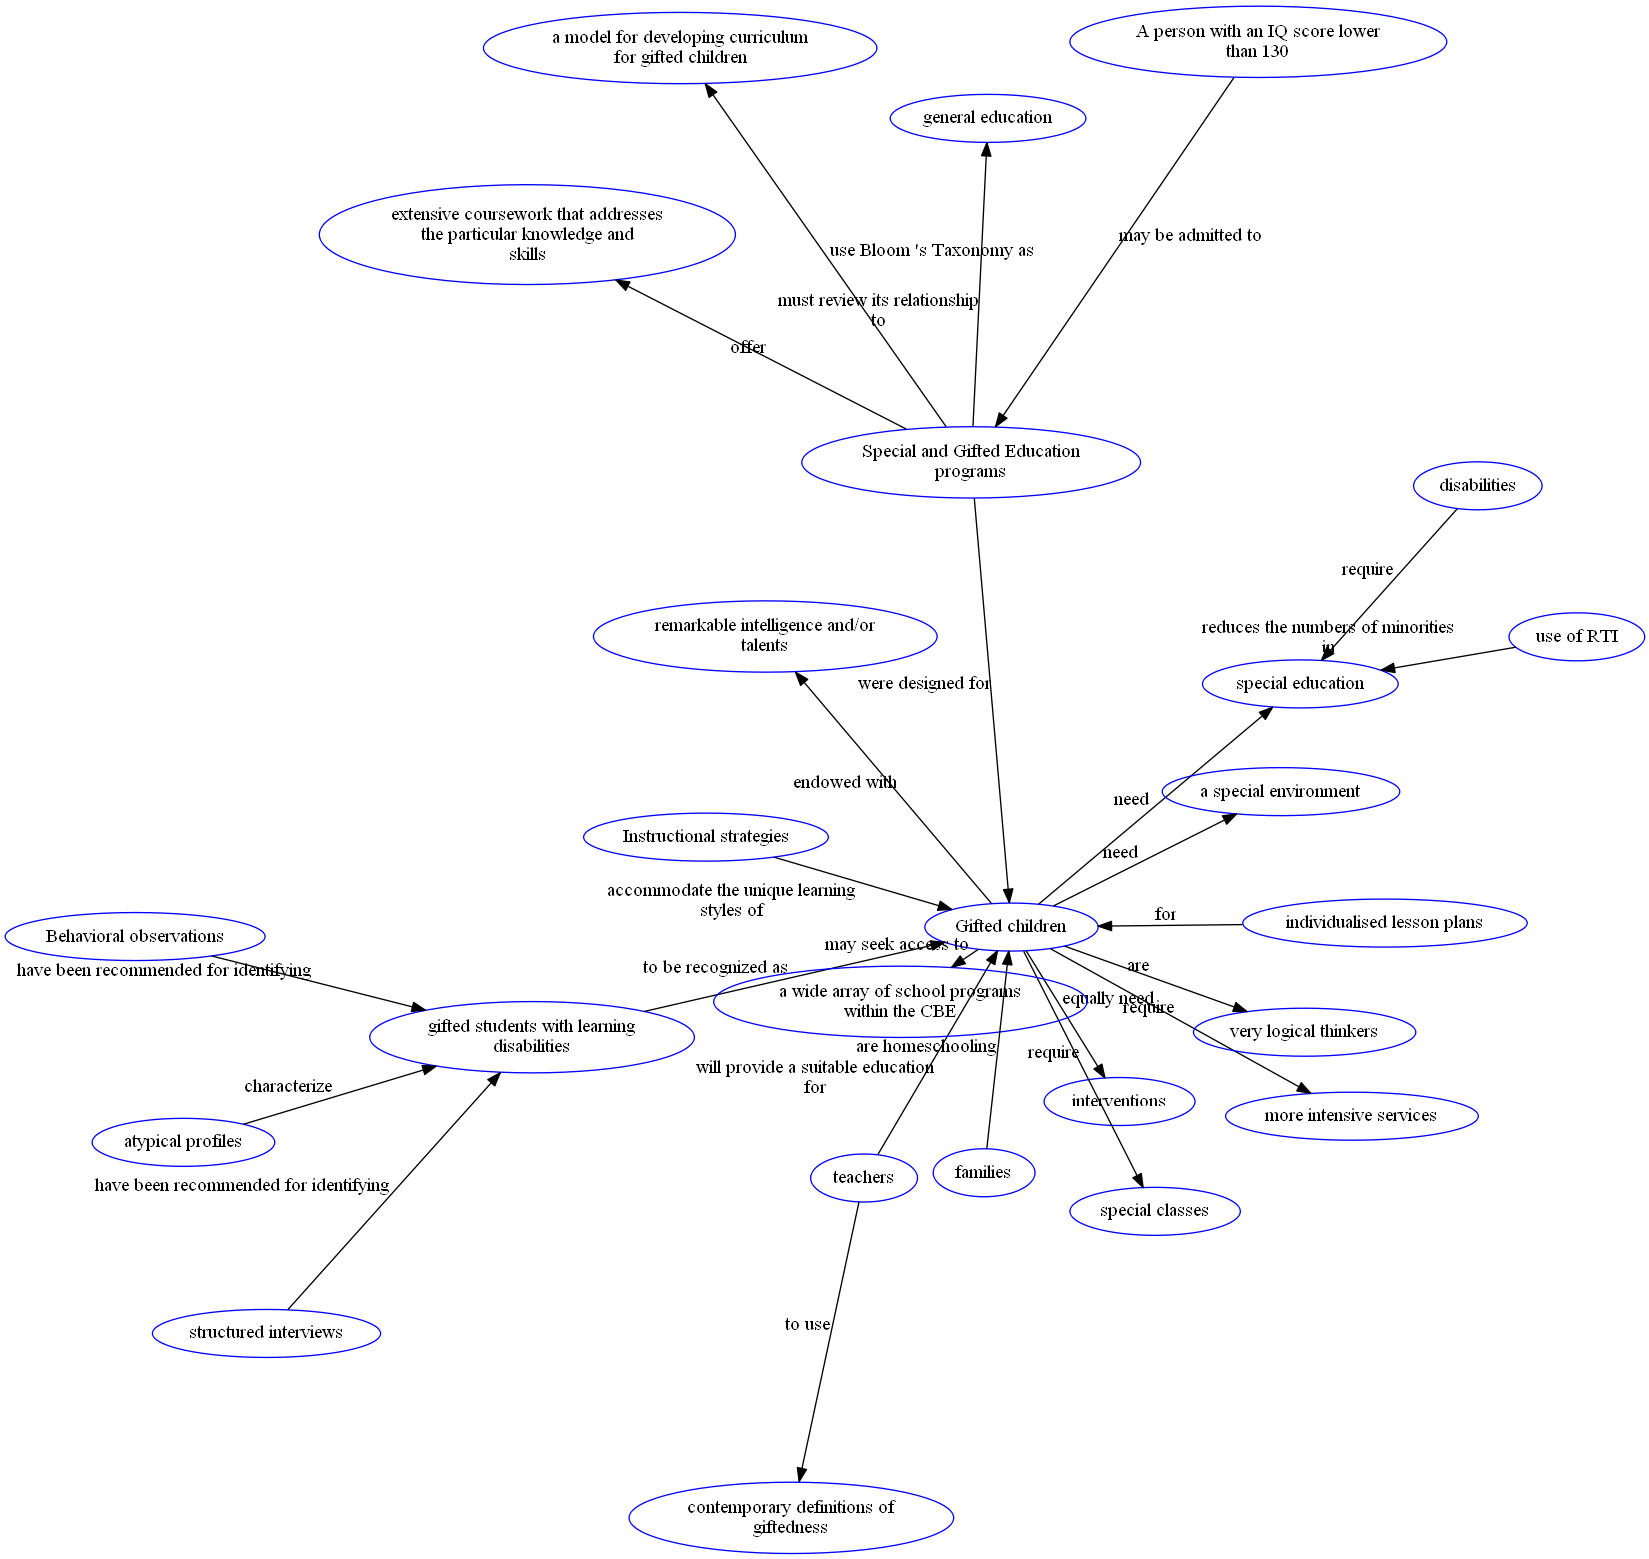 a model for developing curriculum
for gifted children
A person with an IQ score lower
than 130
general education
extensive coursework that addresses
the particular knowledge and
skills
use Bloom 's Taxonomy as
may be admitted to
must review its relationship
to
offer
Special and Gifted Education
programs
disabilities
require
remarkable intelligence and/or
talents
reduces the numbers of minorities
in
use of RTI
were designed for
special education
endowed with
need
a special environment
Instructional strategies
need
accommodate the unique learning
styles of
for
individualised lesson plans
Gifted children
Behavioral observations
have been recommended for identifying
may seek access to
to be recognized as
are
a wide array of school programs
within the CBE
equally need
require
gifted students with learning
disabilities
very logical thinkers
are homeschooling
require
will provide a suitable education
for
characterize
interventions
more intensive services
atypical profiles
teachers
families
have been recommended for identifying
special classes
structured interviews
to use
contemporary definitions of
giftedness